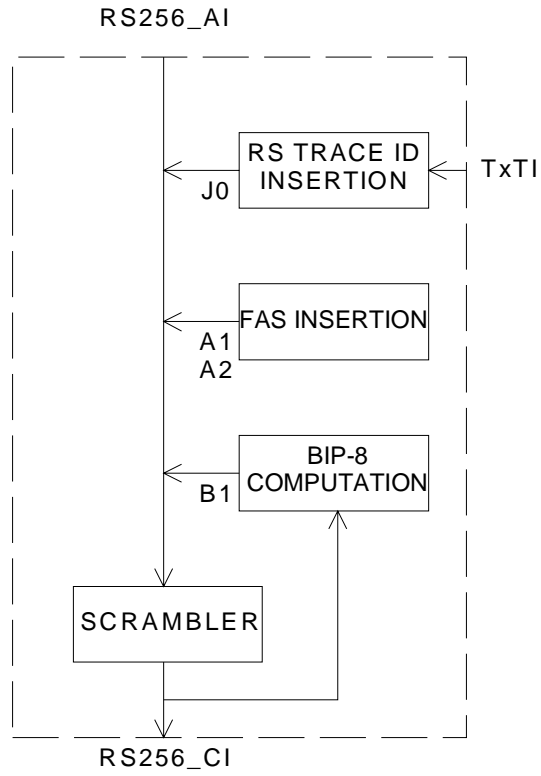 RS256_AI
RS TRACE ID
INSERTION
TxTI
J0
FAS INSERTION
A1
A2
BIP-8
COMPUTATION
B1
SCRAMBLER
RS256_CI